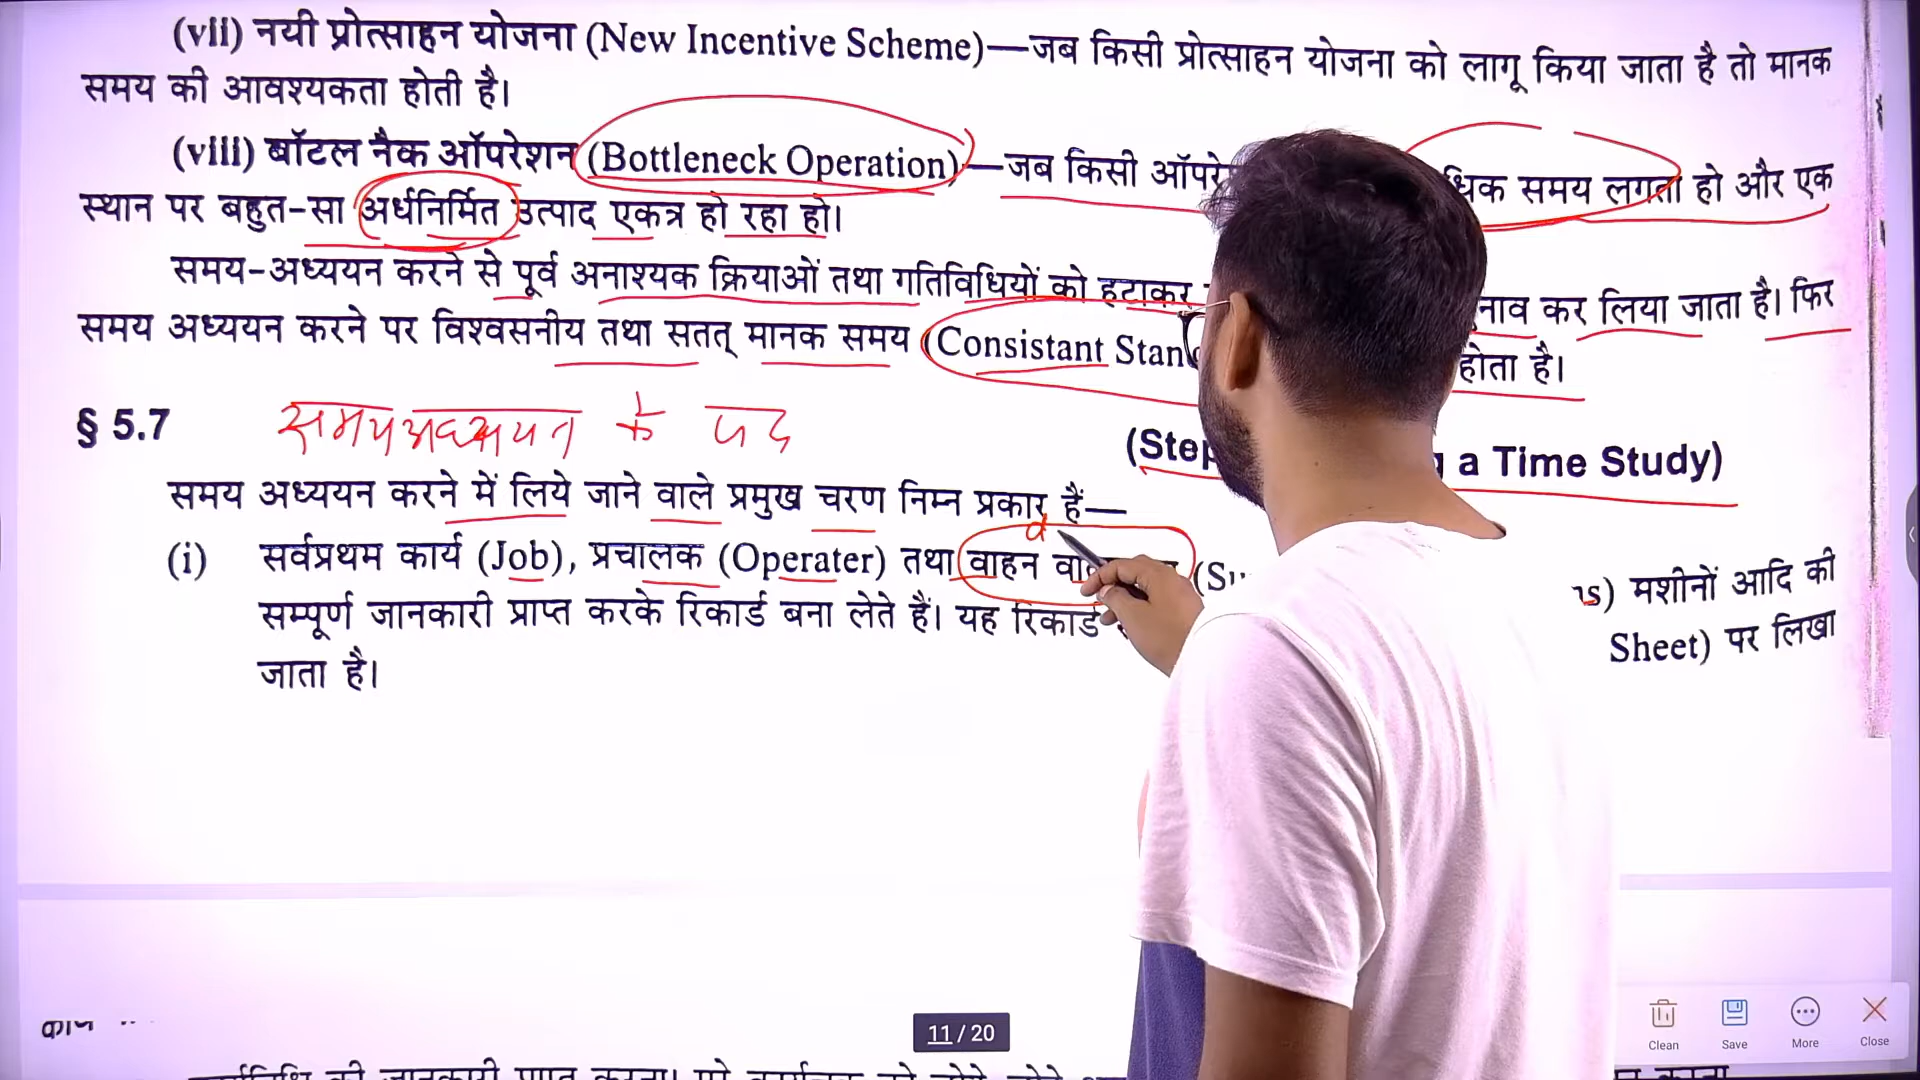 (vii) नयी प्रोत्साहन योजना (New Incentive Scheme)—जब किसी प्रोत्साहन योजना को लागू किया जाता है तो मानक
समय की आवश्यकता होती है।
(viii) बॉटल नैक ऑपरेशन (Bottleneck Operation)—जब किसी लगता हो और एक
स्थान पर बहुत-सा अर्धनिर्मित उत्पाद एकत्र हो रहा हो।
समय-अध्ययन करने से पूर्व अनाश्यक क्रियाओं तथा गतिविधियों को हटाकर कर लिया जाता है। फिर
समय अध्ययन करने पर विश्वसनीय तथा सतत् मानक समय (Consistant होता है।
§ 5.7 समय अध्ययन के पद a Time Study)
समय अध्ययन करने में लिये जाने वाले प्रमुख चरण निम्न प्रकार हैं—
(i) सर्वप्रथम कार्य (Job), प्रचालक (Operater) तथा वाहन मशीनों आदि की
सम्पूर्ण जानकारी प्राप्त करके रिकार्ड बना लेते हैं। यह रिकार्ड Sheet) पर लिखा
जाता है।
11 / 20
Clean Save More Close